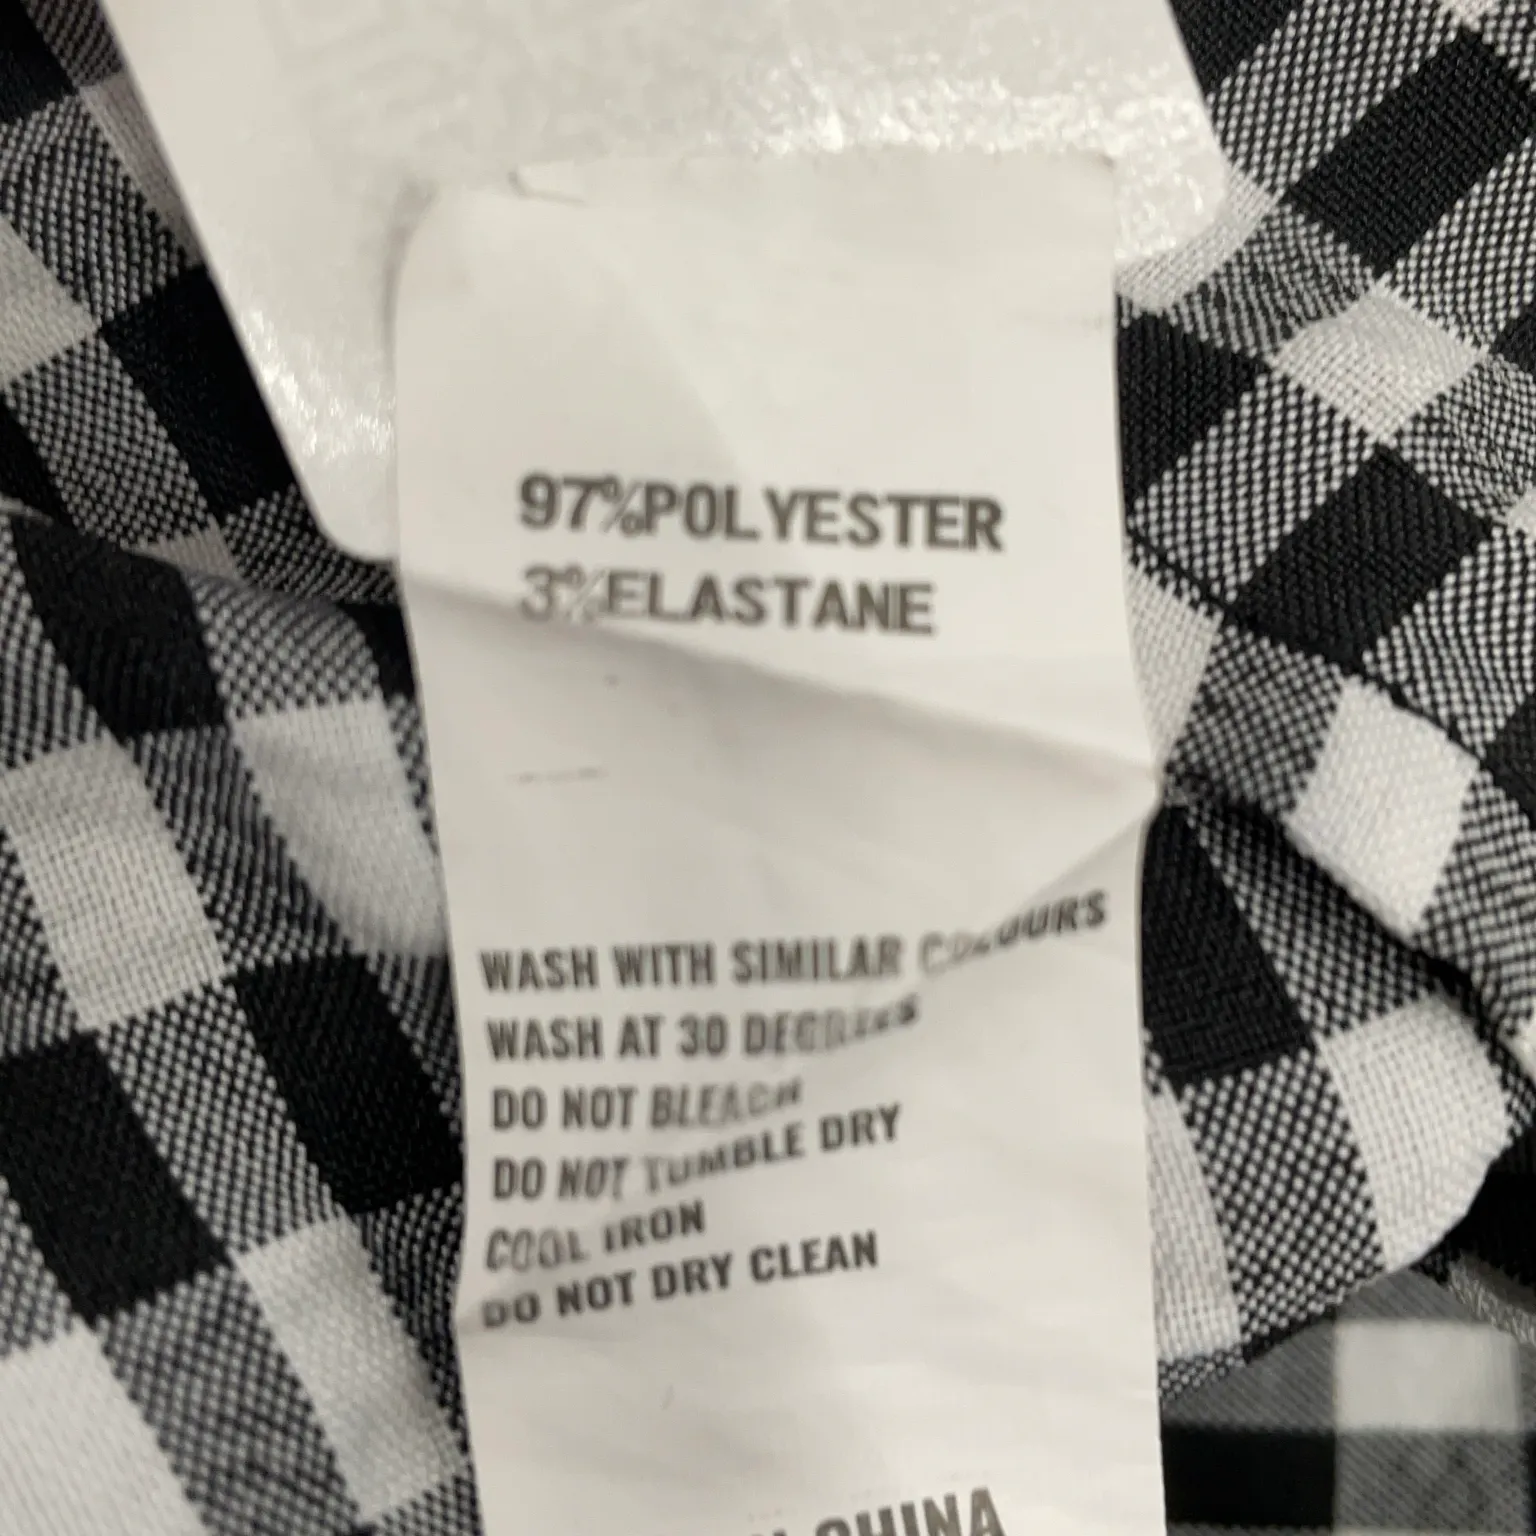 97%POLYESTER
3%ELASTANE
WASH WITH SIMILAR COLOURS
WASH AT 30 DEGREES
DO NOT BLEACH
DO NOT TUMBLE DRY
COOL IRON
DO NOT DRY CLEAN
CHINA